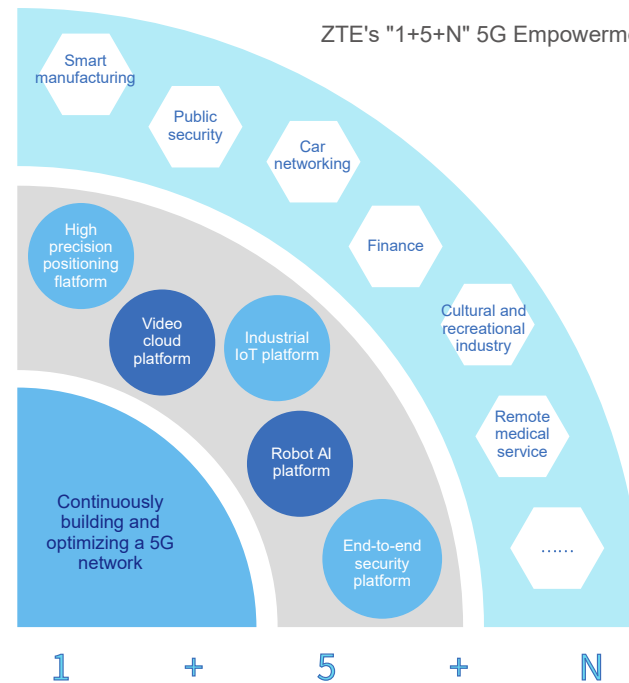 ZTE's "1+5+N" 5G Empowerme
Smart
manufacturing
Public
security
Car
networking
Finance
Cultural and
recreational
industry
Remote
medical
service
......
High
precision
positioning
flatform
Video
cloud
platform
Industrial
IoT platform
Robot AI
platform
End-to-end
security
platform
Continuously
building and
optimizing a 5G
network
1 + 5 + N